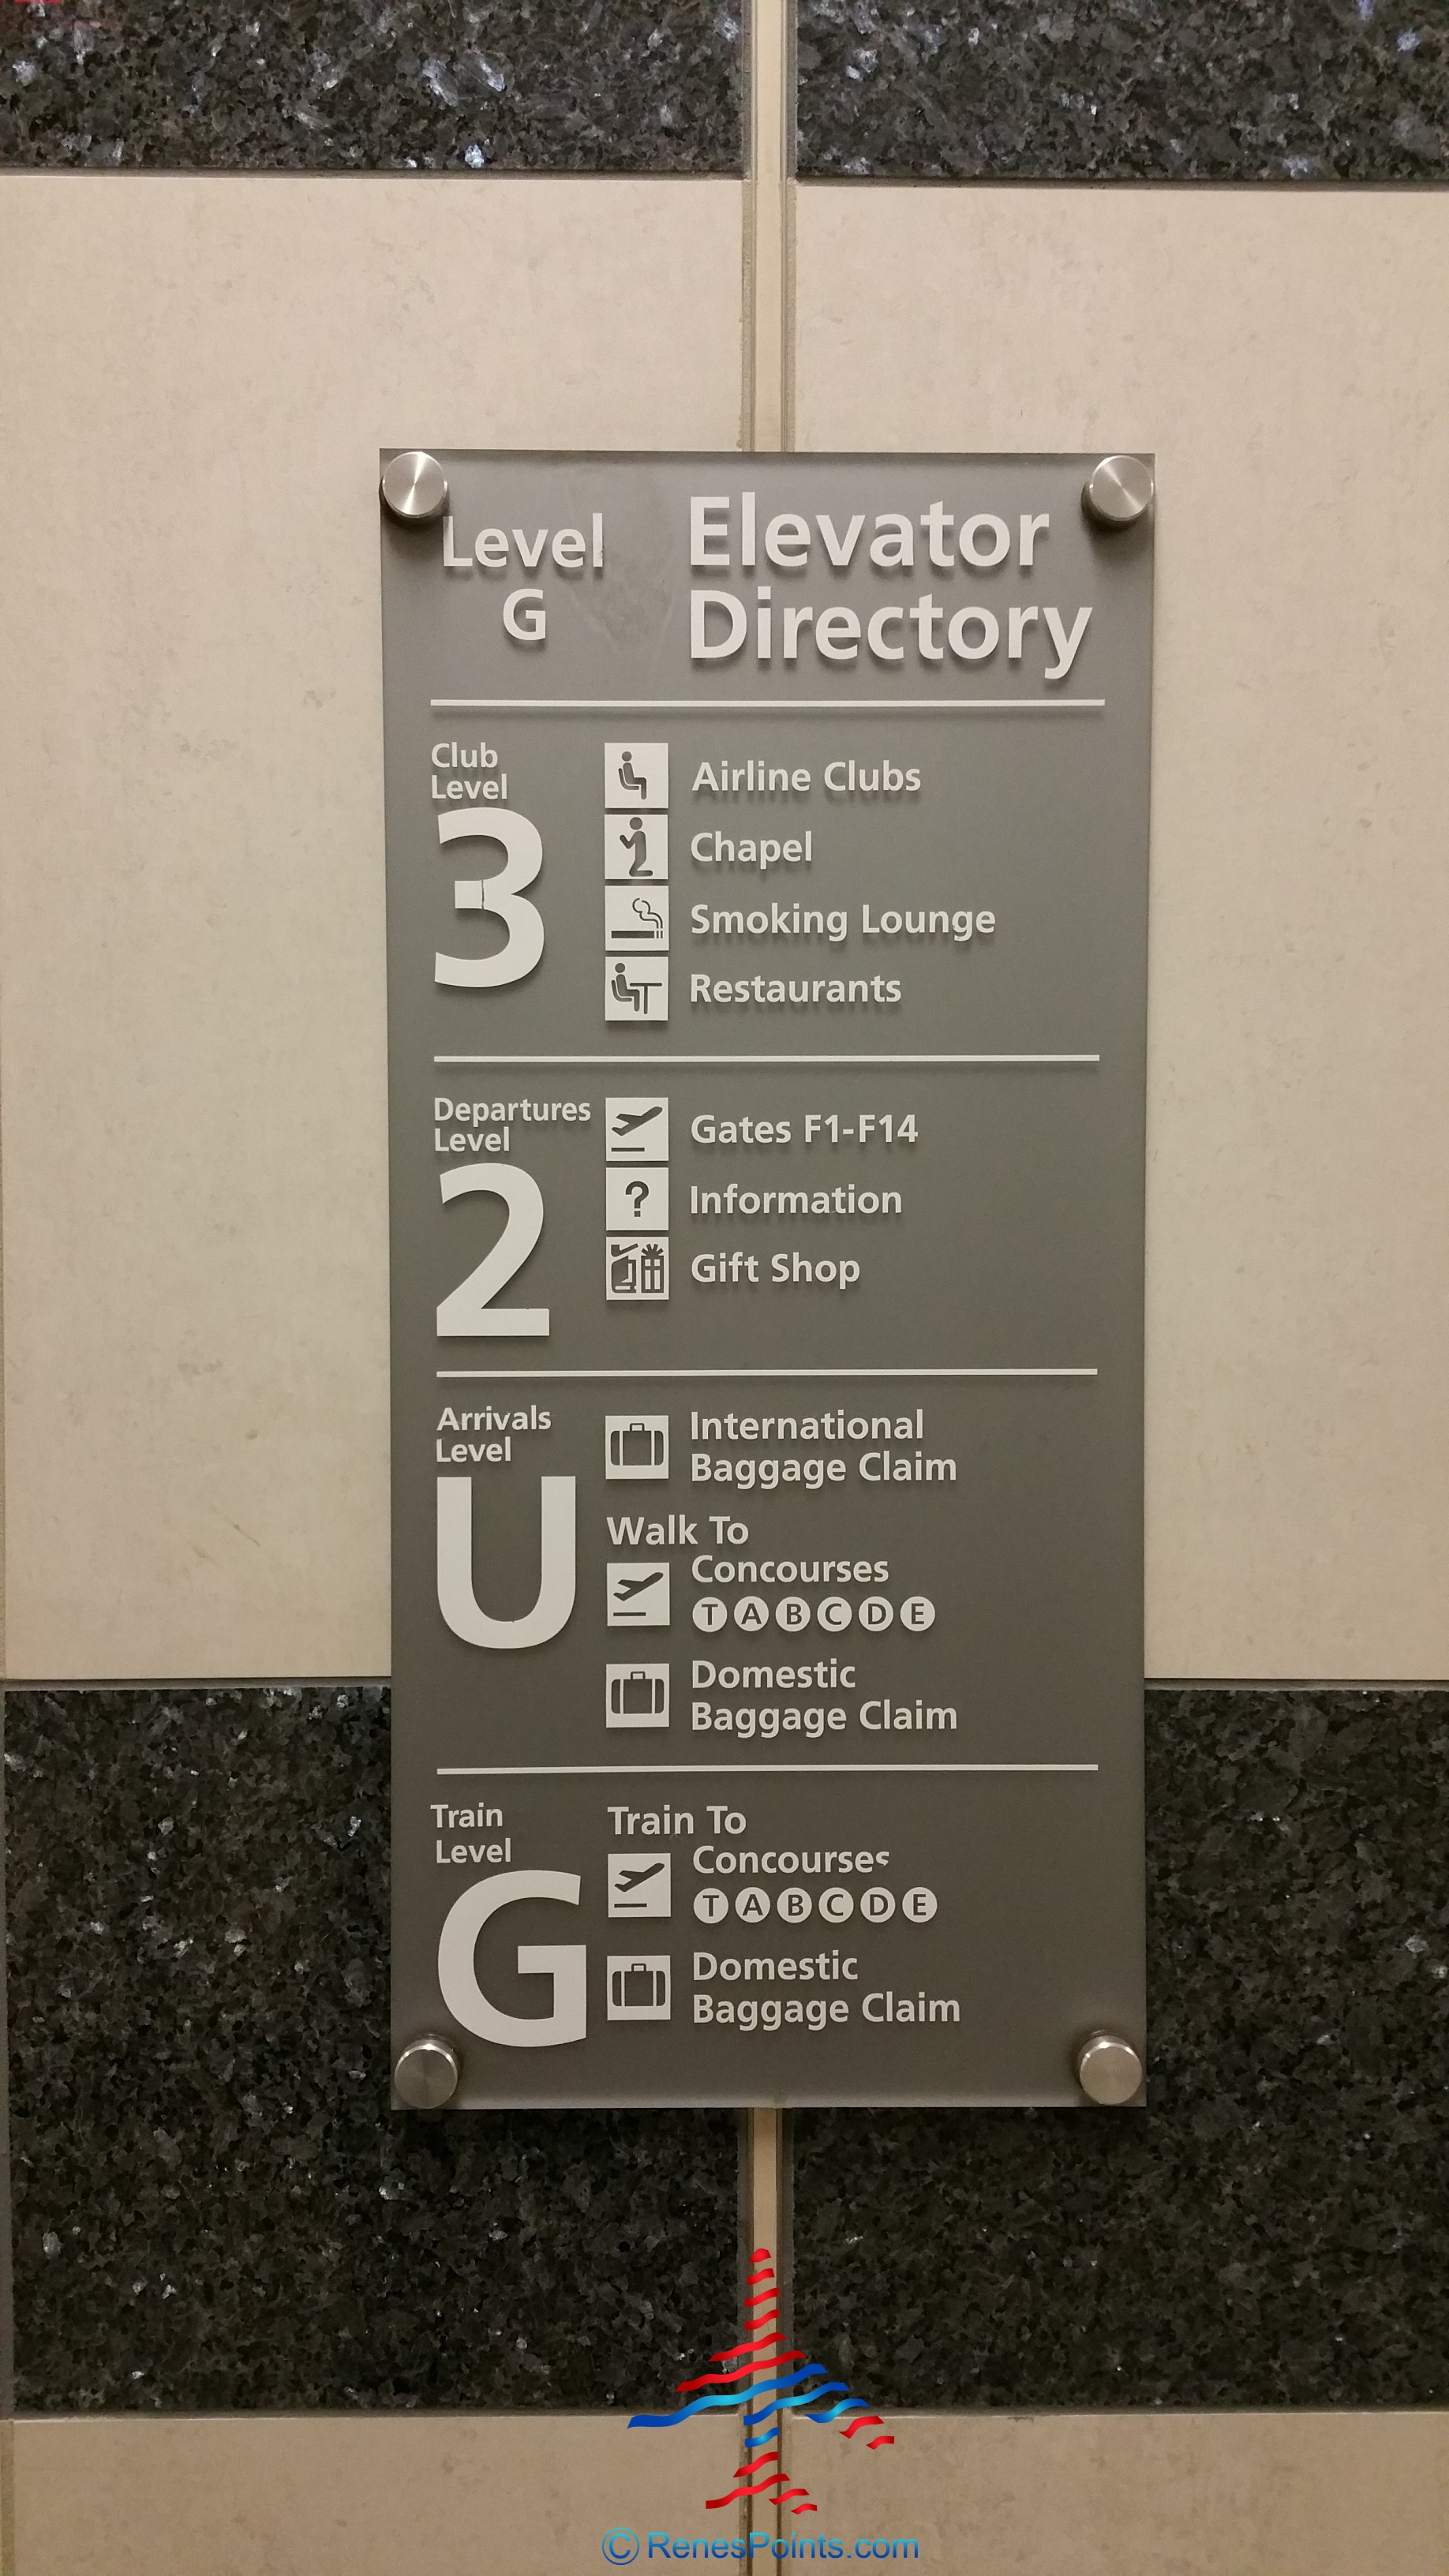 Level
G
Elevator
Directory
Club
Level
3
Airline Clubs
Chapel
Smoking Lounge
Restaurants
Departures
Level
2
Gates F1-F14
?
Information
Gift Shop
Arrivals
Level
U
International
Baggage Claim
Walk To
Concourses
T A B C D E
Domestic
Baggage Claim
Train
Level
G
Train To
Concourses
T A B C D E
Domestic
Baggage Claim
© RenesPoints.com